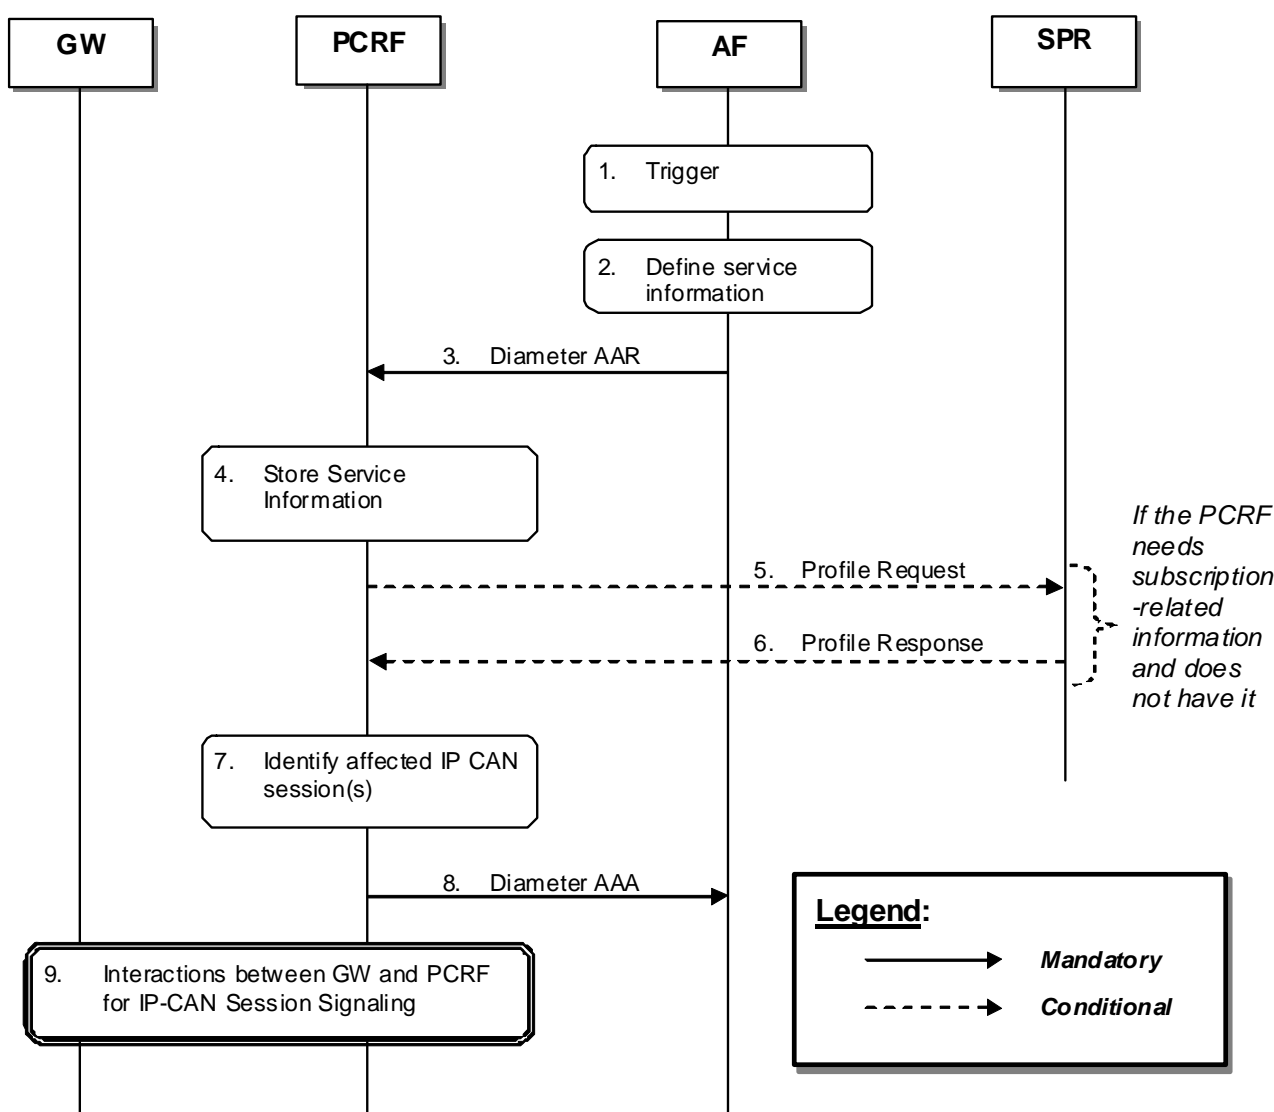 GW
PCRF
AF
SPR
1. Trigger
2. Define service
information
3. Diameter AAR
4. Store Service
Information
5. Profile Request
6. Profile Response
If the PCRF
needs
subscription
-related
information
and does
not have it
7. Identify affected IP CAN
session(s)
8. Diameter AAA
9. Interactions between GW and PCRF
for IP-CAN Session Signaling
Legend:
Mandatory
Conditional